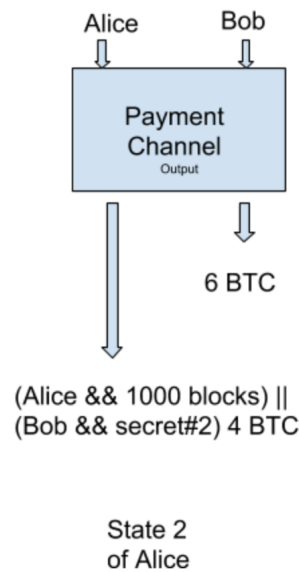 Alice
Bob
Payment
Channel
Output
6 BTC
(Alice && 1000 blocks) ||
(Bob && secret#2) 4 BTC
State 2
of Alice